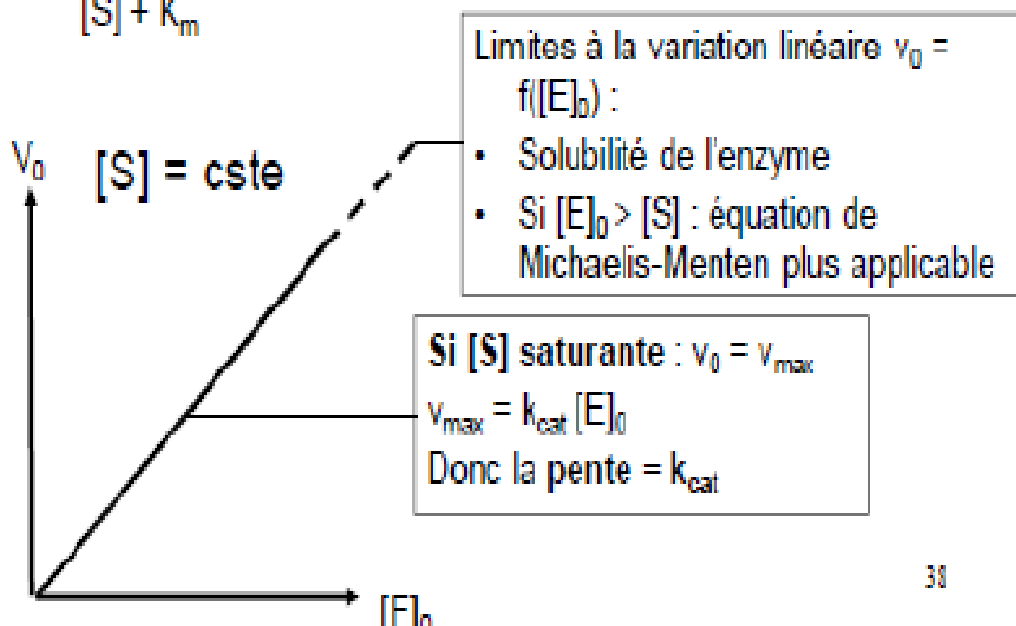 [S] + Km
Limites à la variation linéaire v0 =
f([E]0) :
• Solubilité de l'enzyme
• Si [E]0 > [S] : équation de
Michaelis-Menten plus applicable
V0
[S] = cste
Si [S] saturante : v0 = vmax
vmax = kcat [E]0
Donc la pente = kcat
[E]0
38